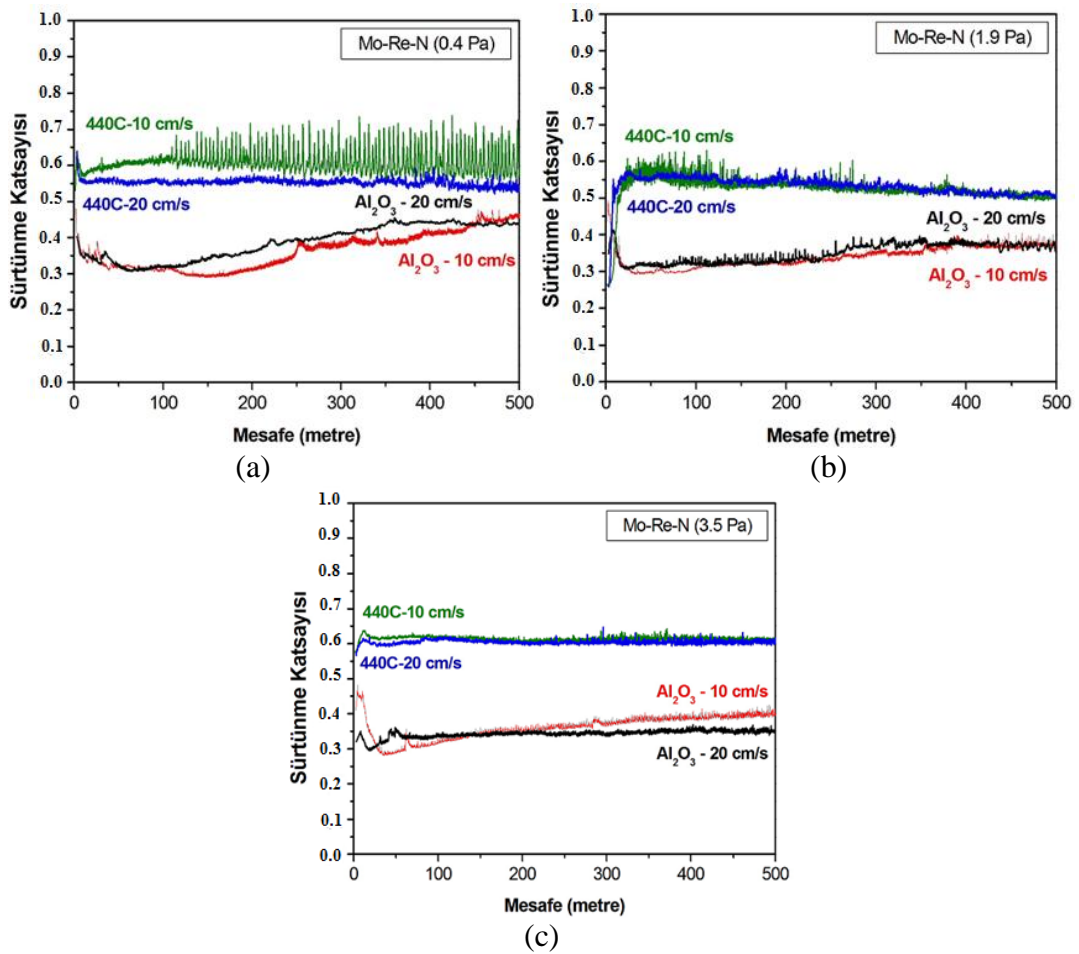 Mo-Re-N (0.4 Pa)
Sürtünme Katsayısı
1.0
0.9
0.8
0.7
0.6
0.5
0.4
0.3
0.2
0.1
0.0
440C-10 cm/s
440C-20 cm/s
Al₂O₃ - 20 cm/s
Al₂O₃ - 10 cm/s
0 100 200 300 400 500
Mesafe (metre)
(a)
Mo-Re-N (1.9 Pa)
Sürtünme Katsayısı
1.0
0.9
0.8
0.7
0.6
0.5
0.4
0.3
0.2
0.1
0.0
440C-10 cm/s
440C-20 cm/s
Al₂O₃ - 20 cm/s
Al₂O₃ - 10 cm/s
0 100 200 300 400 500
Mesafe (metre)
(b)
Mo-Re-N (3.5 Pa)
Sürtünme Katsayısı
1.0
0.9
0.8
0.7
0.6
0.5
0.4
0.3
0.2
0.1
0.0
440C-10 cm/s
440C-20 cm/s
Al₂O₃ - 10 cm/s
Al₂O₃ - 20 cm/s
0 100 200 300 400 500
Mesafe (metre)
(c)